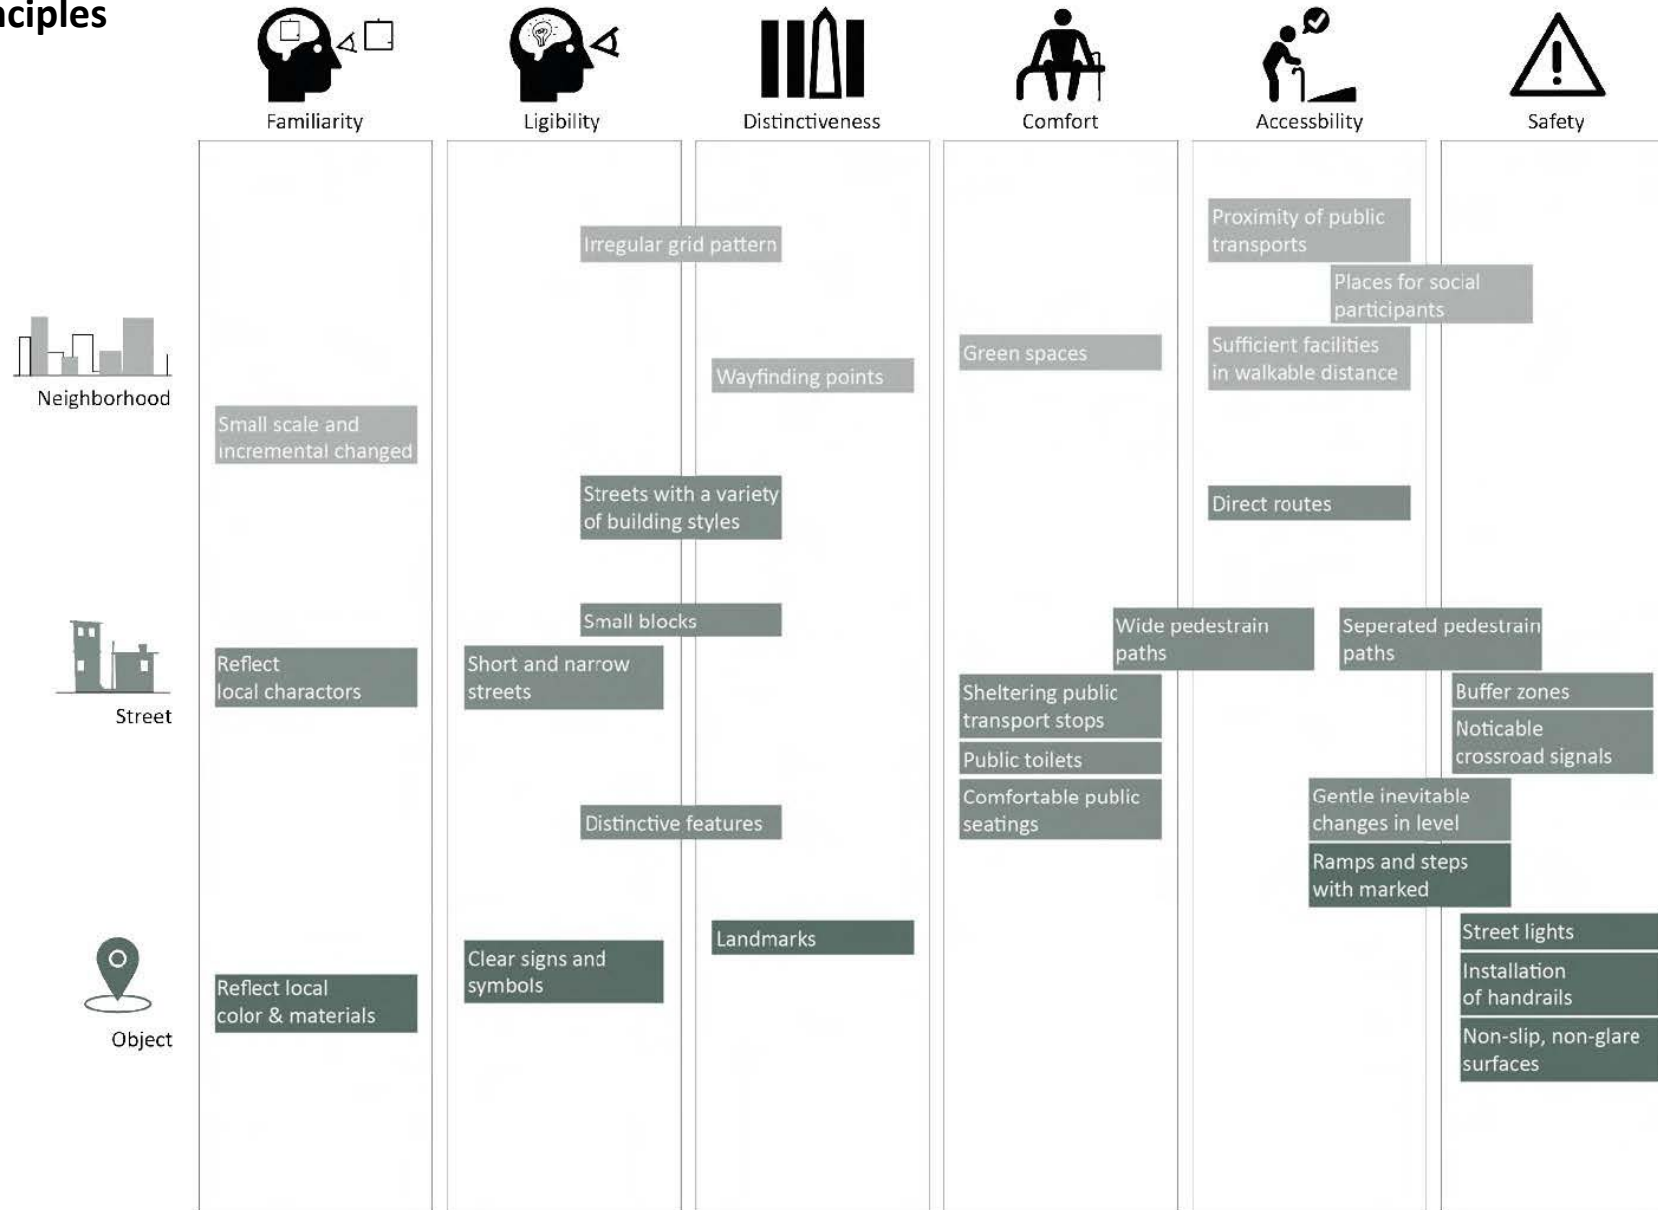 nciples
Familiarity
Ligibility
Distinctiveness
Comfort
Accessbility
Safety
Neighborhood
Irregular grid pattern
Proximity of public
transports
Places for social
participants
Green spaces
Sufficient facilities
in walkable distance
Wayfinding points
Small scale and
incremental changed
Streets with a variety
of building styles
Direct routes
Street
Small blocks
Wide pedestrain
paths
Seperated pedestrain
paths
Reflect
local charactors
Short and narrow
streets
Sheltering public
transport stops
Buffer zones
Noticable
crossroad signals
Public toilets
Comfortable public
seatings
Gentle inevitable
changes in level
Distinctive features
Ramps and steps
with marked
Object
Landmarks
Street lights
Clear signs and
symbols
Installation
of handrails
Reflect local
color & materials
Non-slip, non-glare
surfaces